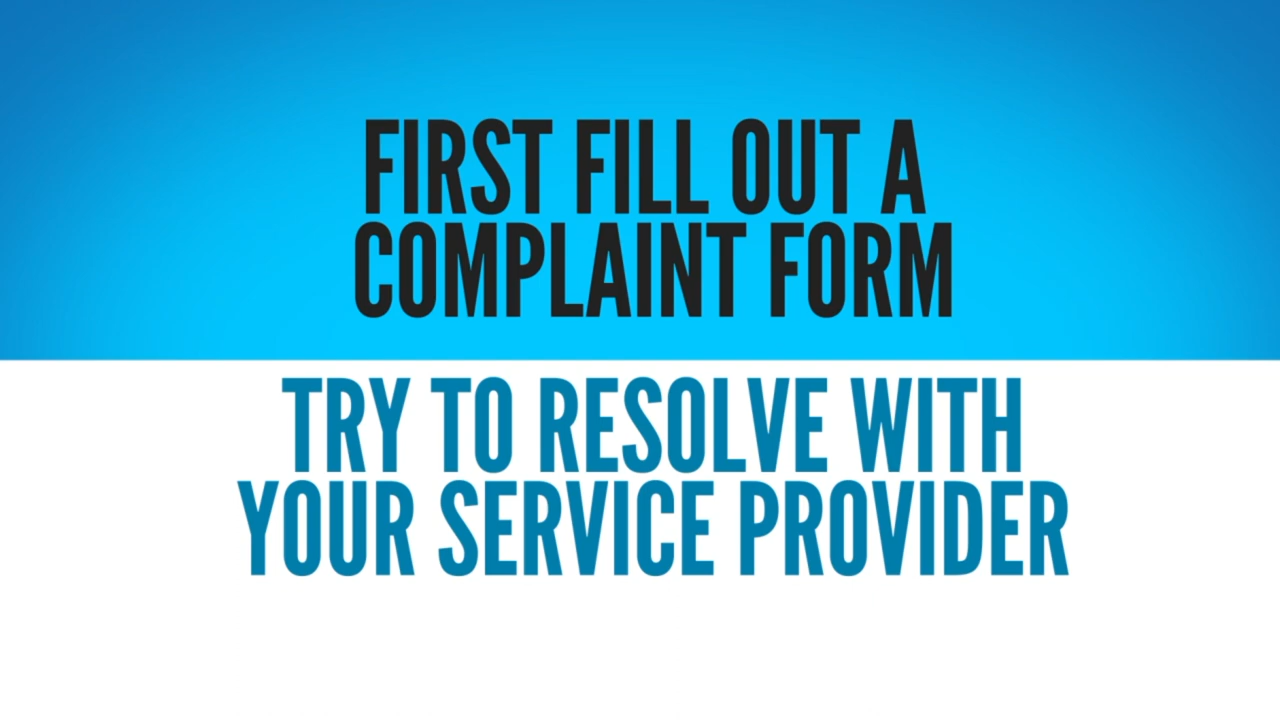 FIRST FILL OUT A
COMPLAINT FORM
TRY TO RESOLVE WITH
YOUR SERVICE PROVIDER